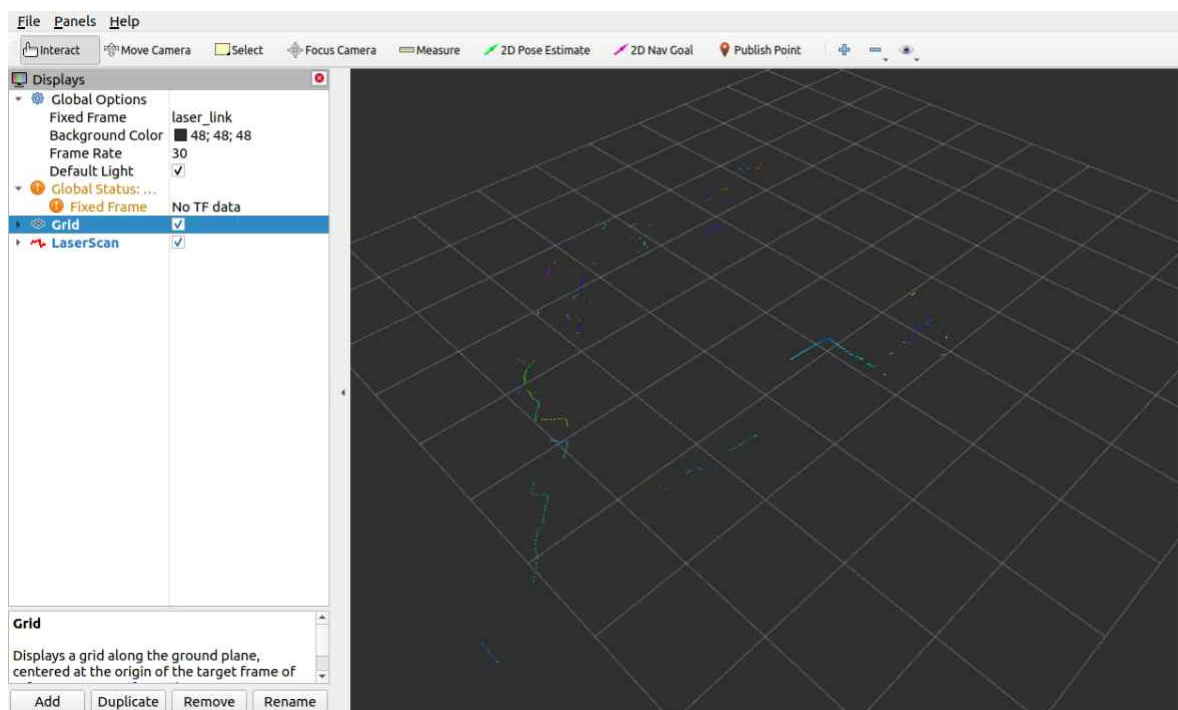 File Panels Help
Interact Move Camera Select Focus Camera Measure 2D Pose Estimate 2D Nav Goal Publish Point
Displays
Global Options
Fixed Frame laser_link
Background Color 48; 48; 48
Frame Rate 30
Default Light
Global Status: ...
Fixed Frame No TF data
Grid
LaserScan
Grid
Displays a grid along the ground plane,
centered at the origin of the target frame of
Add Duplicate Remove Rename